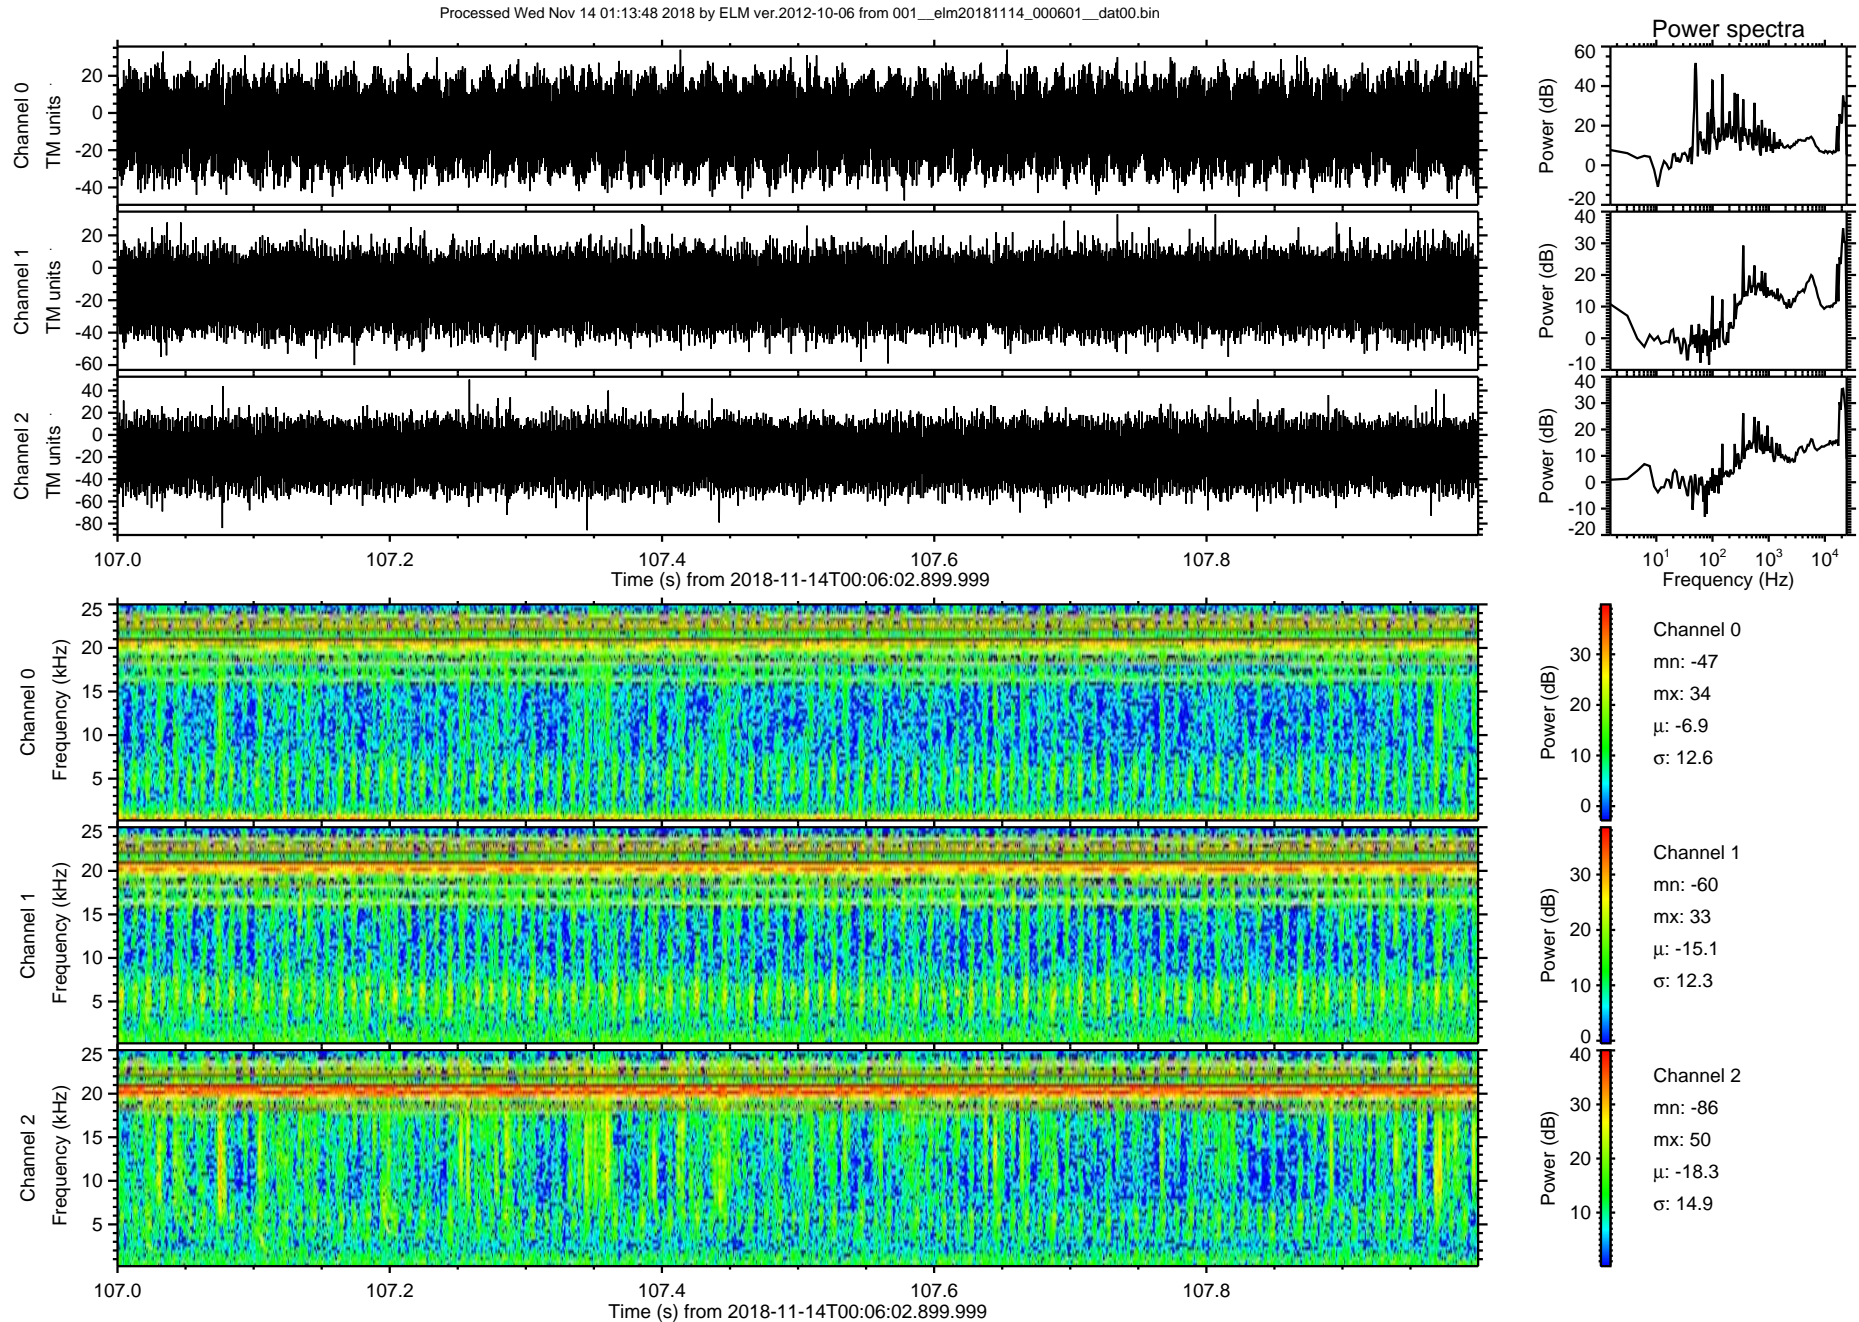 Processed Wed Nov 14 01:13:48 2018 by ELM ver.2012-10-06 from 001__elm20181114_000601__dat00.bin
Power spectra
Channel 0
TM units
20
0
-20
-40
Power (dB)
60
40
20
0
-20
Channel 1
TM units
20
0
-20
-40
-60
Power (dB)
40
30
20
10
0
-10
Channel 2
TM units
40
20
0
-20
-40
-60
-80
Power (dB)
40
30
20
10
0
-10
-20
107.0 107.2 107.4 107.6 107.8
Time (s) from 2018-11-14T00:06:02.899.999
10¹ 10² 10³ 10⁴
Frequency (Hz)
Channel 0
Frequency (kHz)
25
20
15
10
5
Power (dB)
30
20
10
0
Channel 0
mn: -47
mx: 34
μ: -6.9
σ: 12.6
Channel 1
Frequency (kHz)
25
20
15
10
5
Power (dB)
30
20
10
0
Channel 1
mn: -60
mx: 33
μ: -15.1
σ: 12.3
Channel 2
Frequency (kHz)
25
20
15
10
5
Power (dB)
40
30
20
10
Channel 2
mn: -86
mx: 50
μ: -18.3
σ: 14.9
107.0 107.2 107.4 107.6 107.8
Time (s) from 2018-11-14T00:06:02.899.999